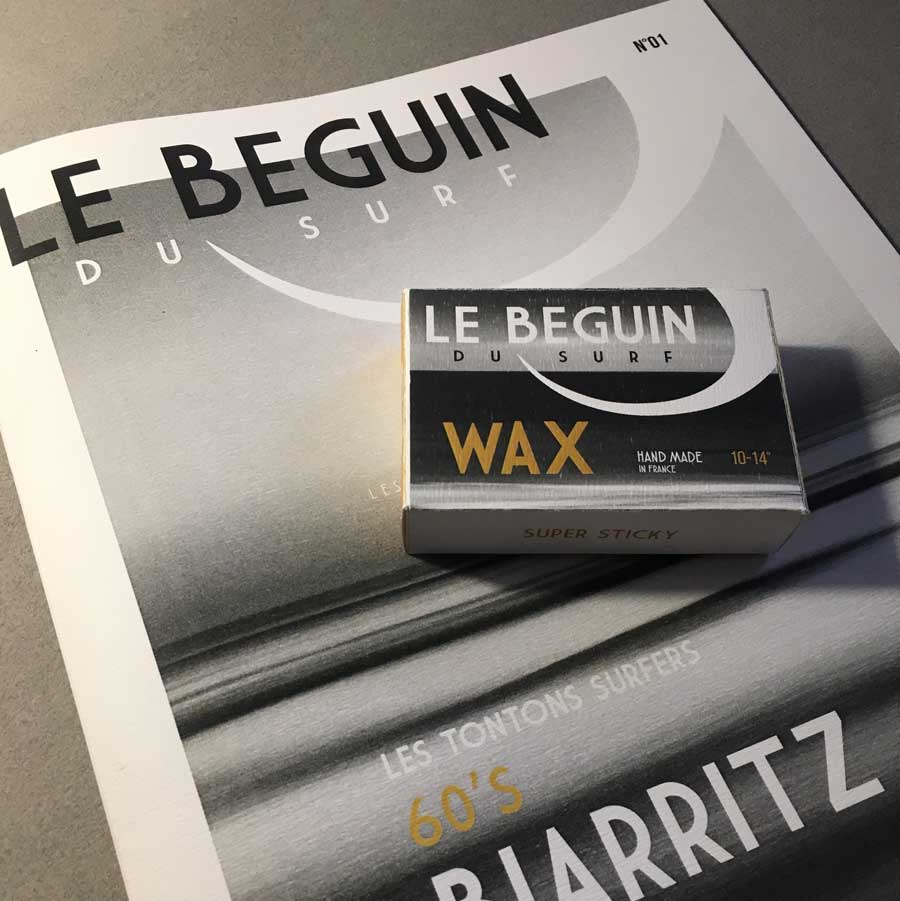 N°01
LE BEGUIN
DU SURF
LE BEGUIN
DU SURF
WAX
HAND MADE
IN FRANCE
10-14°
SUPER STICKY
LES
LES TONTONS SURFERS
60'S
BIARRITZ